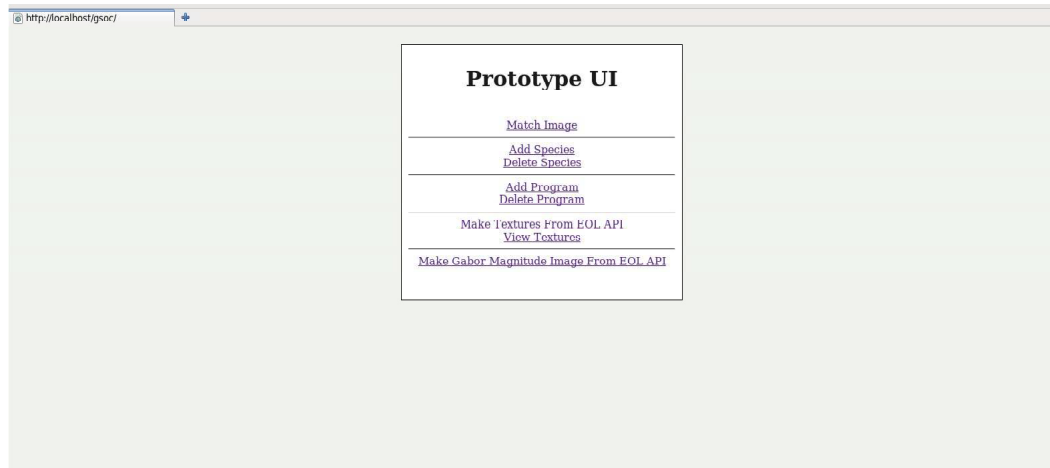 http://localhost/gsoc/
Prototype UI
Match Image
Add Species
Delete Species
Add Program
Delete Program
Make Textures From EOL API
View Textures
Make Gabor Magnitude Image From EOL API